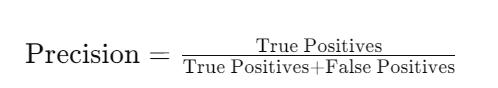 Precision = True Positives / True Positives+False Positives